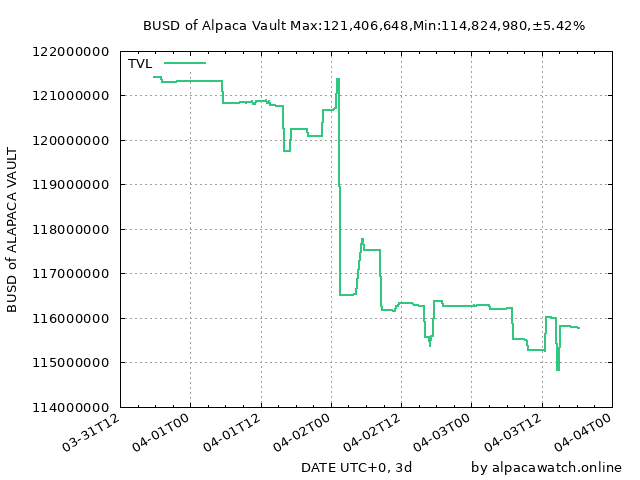 BUSD of Alpaca Vault Max:121,406,648,Min:114,824,980,±5.42%
TVL
122000000
121000000
120000000
119000000
118000000
117000000
116000000
115000000
114000000
BUSD of ALAPACA VAULT
03-31T12
04-01T00
04-01T12
04-02T00
04-02T12
04-03T00
04-03T12
04-04T00
DATE UTC+0, 3d
by alpacawatch.online